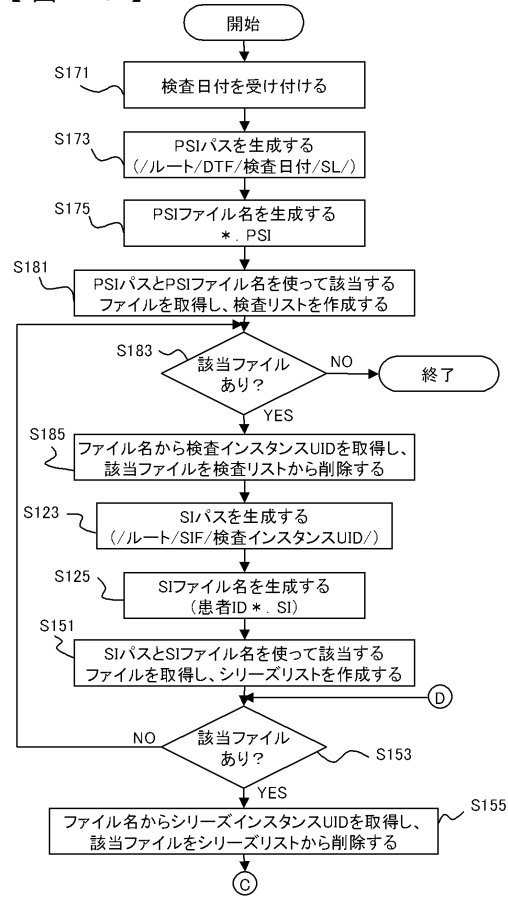 開始
S171
検査日付を受け付ける
S173
PSIパスを生成する
(/ルート/DTF/検査日付/SL/)
S175
PSIファイル名を生成する
*. PSI
S181
PSIパスとPSIファイル名を使って該当する
ファイルを取得し、検査リストを作成する
S183
該当ファイル
あり?
NO
終了
YES
S185
ファイル名から検査インスタンスUIDを取得し、
該当ファイルを検査リストから削除する
S123
SIパスを生成する
(/ルート/SIF/検査インスタンスUID/)
S125
SIファイル名を生成する
(患者ID*. SI)
S151
SIパスとSIファイル名を使って該当する
ファイルを取得し、シリーズリストを作成する
D
NO
該当ファイル
あり?
S153
YES
S155
ファイル名からシリーズインスタンスUIDを取得し、
該当ファイルをシリーズリストから削除する
C